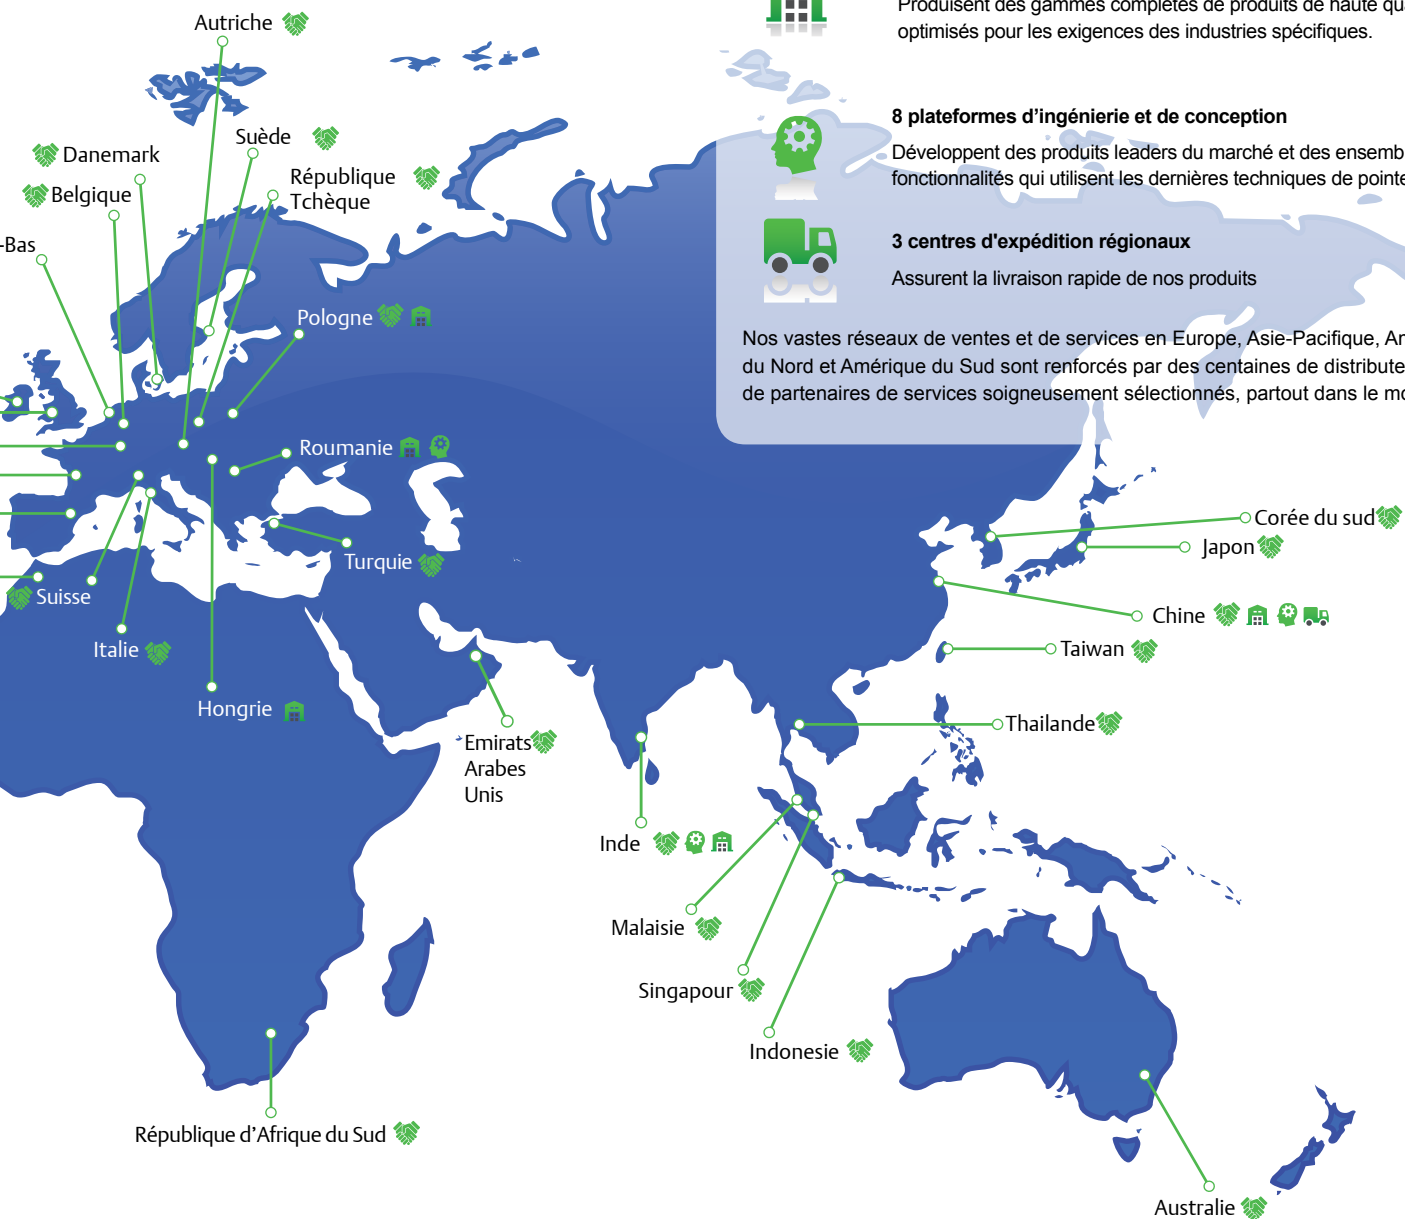 Produisent des gammes complètes de produits de haute
optimisés pour les exigences des industries spécifiques.
8 plateformes d’ingénierie et de conception
Développent des produits leaders du marché et des
fonctionnalités qui utilisent les dernières techniques de pointe
3 centres d'expédition régionaux
Assurent la livraison rapide de nos produits
Nos vastes réseaux de ventes et de services en Europe, Asie-Pacifique,
du Nord et Amérique du Sud sont renforcés par des centaines de
de partenaires de services soigneusement sélectionnés, partout dans le
Autriche
Suède
Danemark
République
Tchèque
Belgique
-Bas
Pologne
Roumanie
Turquie
Suisse
Italie
Hongrie
Emirats
Arabes
Unis
Corée du sud
Japon
Chine
Taiwan
Thailande
Inde
Malaisie
Singapour
Indonesie
République d’Afrique du Sud
Australie